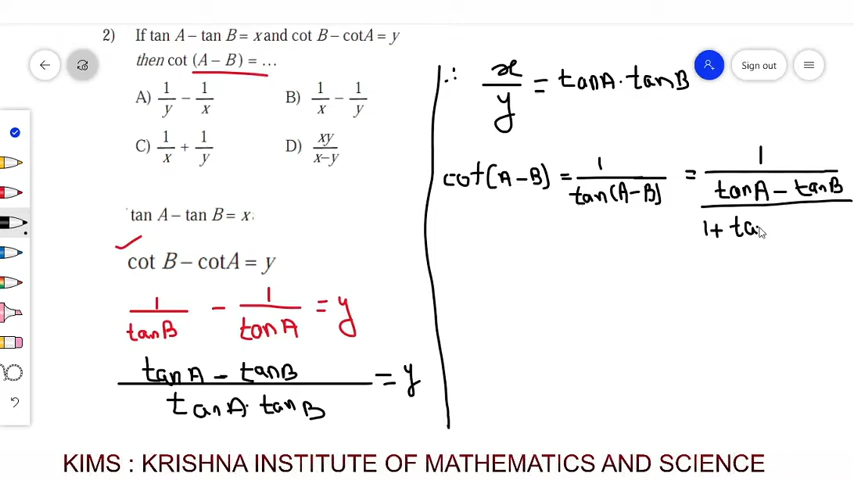 2) If tan A – tan B = x and cot B – cotA = y
then cot (A – B) = ...
A) 1/y – 1/x B) 1/x – 1/y
C) 1/x + 1/y D) xy/x–y
tan A – tan B = x
cot B – cotA = y
1/tanB – 1/tanA = y
tanA – tanB / tanA · tanB = y
∴ x/y = tanA · tanB
Sign out
cot(A–B) = 1/tan(A–B) = 1/tanA – tanB
1+ ta
KIMS : KRISHNA INSTITUTE OF MATHEMATICS AND SCIENCE